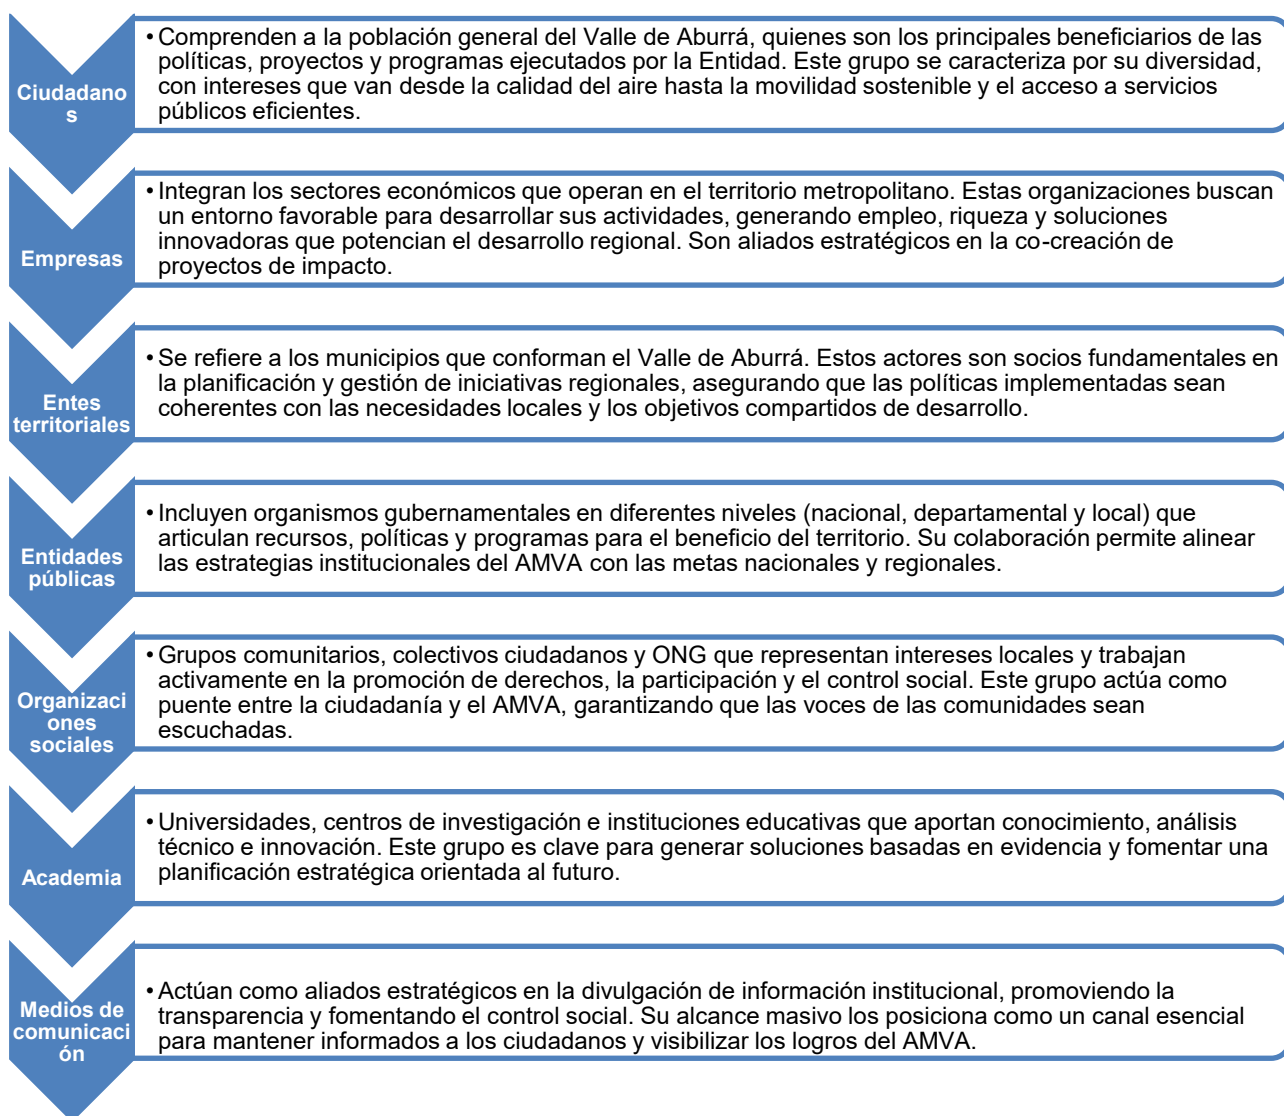 Ciudadano
s
• Comprenden a la población general del Valle de Aburrá, quienes son los principales beneficiarios de las
políticas, proyectos y programas ejecutados por la Entidad. Este grupo se caracteriza por su diversidad,
con intereses que van desde la calidad del aire hasta la movilidad sostenible y el acceso a servicios
públicos eficientes.
Empresas
• Integran los sectores económicos que operan en el territorio metropolitano. Estas organizaciones buscan
un entorno favorable para desarrollar sus actividades, generando empleo, riqueza y soluciones
innovadoras que potencian el desarrollo regional. Son aliados estratégicos en la co-creación de
proyectos de impacto.
Entes
territoriales
• Se refiere a los municipios que conforman el Valle de Aburrá. Estos actores son socios fundamentales en
la planificación y gestión de iniciativas regionales, asegurando que las políticas implementadas sean
coherentes con las necesidades locales y los objetivos compartidos de desarrollo.
Entidades
públicas
• Incluyen organismos gubernamentales en diferentes niveles (nacional, departamental y local) que
articulan recursos, políticas y programas para el beneficio del territorio. Su colaboración permite alinear
las estrategias institucionales del AMVA con las metas nacionales y regionales.
Organizaci
ones
sociales
• Grupos comunitarios, colectivos ciudadanos y ONG que representan intereses locales y trabajan
activamente en la promoción de derechos, la participación y el control social. Este grupo actúa como
puente entre la ciudadanía y el AMVA, garantizando que las voces de las comunidades sean
escuchadas.
Academia
• Universidades, centros de investigación e instituciones educativas que aportan conocimiento, análisis
técnico e innovación. Este grupo es clave para generar soluciones basadas en evidencia y fomentar una
planificación estratégica orientada al futuro.
Medios de
comunicaci
ón
• Actúan como aliados estratégicos en la divulgación de información institucional, promoviendo la
transparencia y fomentando el control social. Su alcance masivo los posiciona como un canal esencial
para mantener informados a los ciudadanos y visibilizar los logros del AMVA.